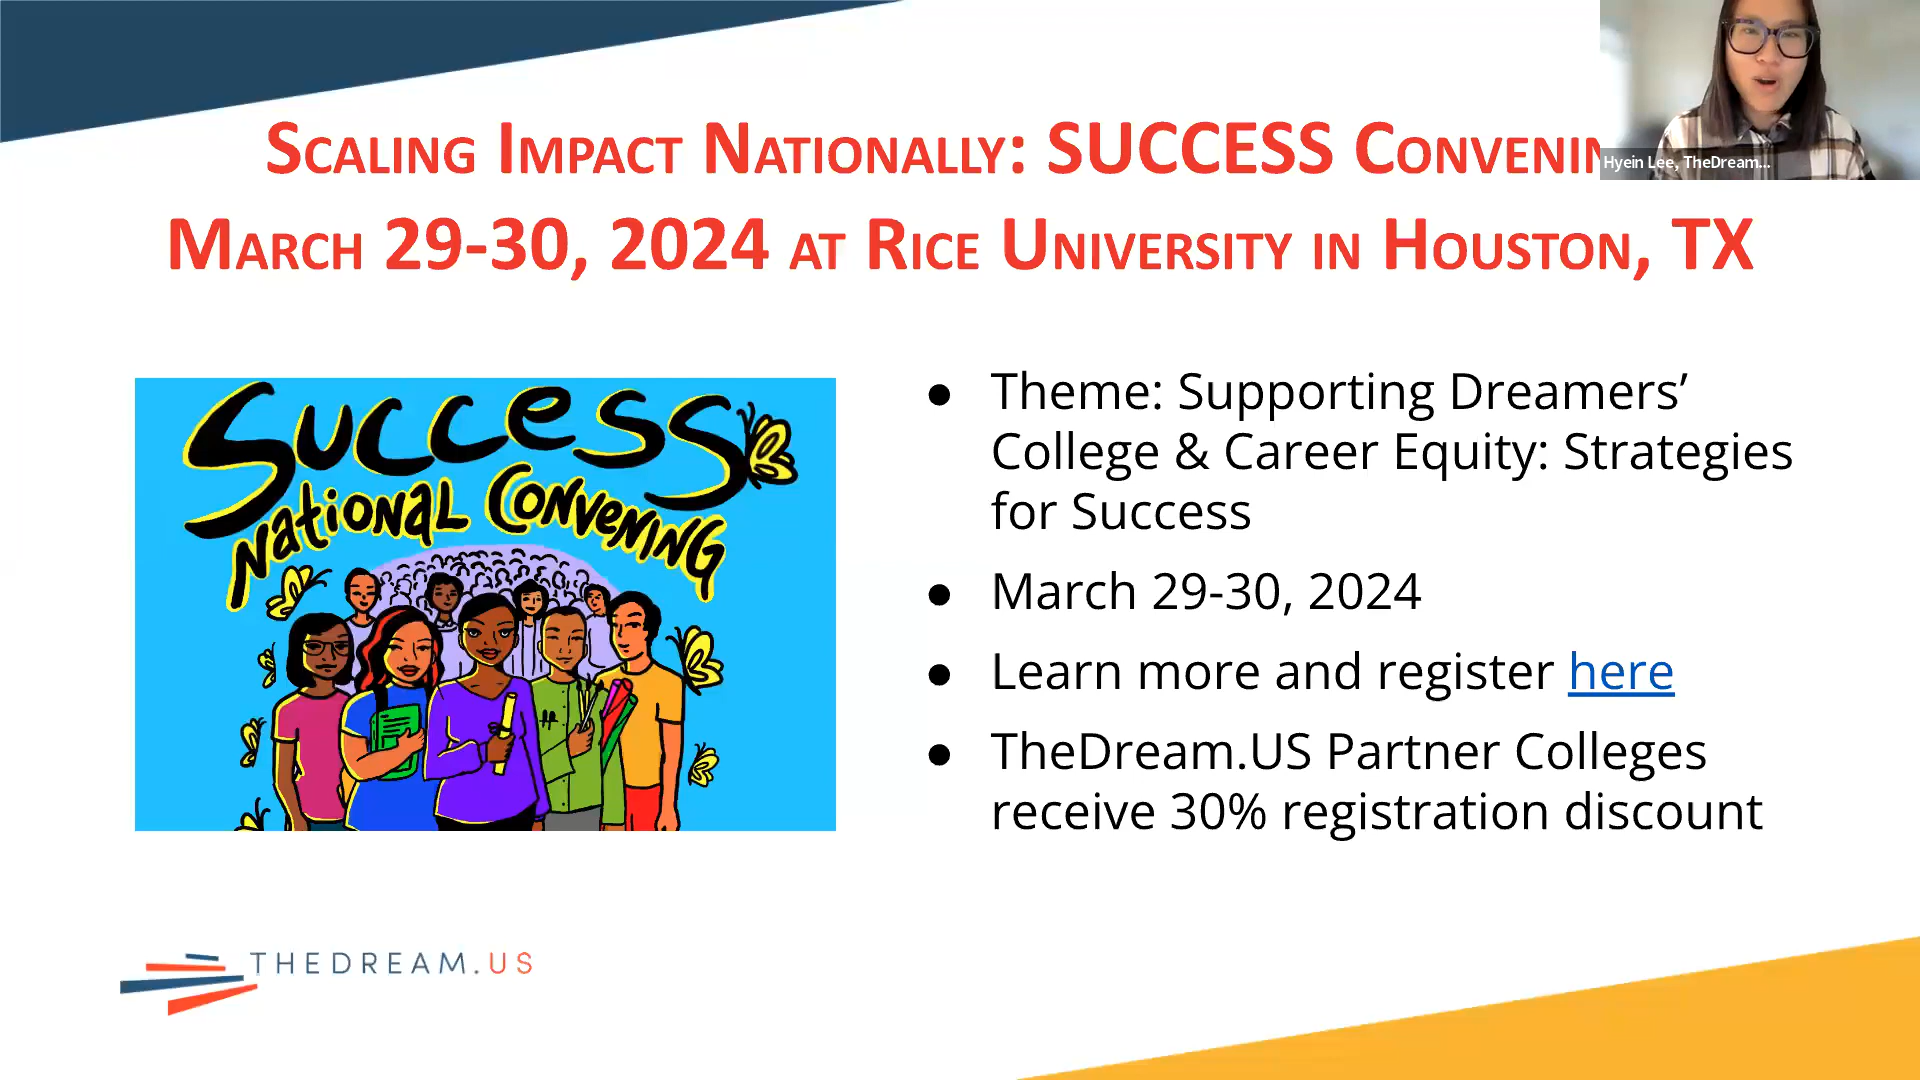 Scaling Impact Nationally: SUCCESS Convenin
March 29-30, 2024 at Rice University in Houston, TX
Hyein Lee, TheDream...
Success
National Convening
● Theme: Supporting Dreamers’
College & Career Equity: Strategies
for Success
● March 29-30, 2024
● Learn more and register here
● TheDream.US Partner Colleges
receive 30% registration discount
THEDREAM.US